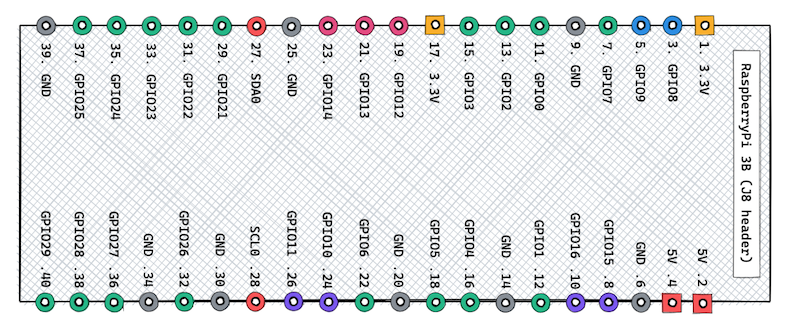 RaspberryPi 3B (J8 header)
1. 3.3V
3. GPIO8
5. GPIO9
7. GPIO7
9. GND
11. GPIO0
13. GPIO2
15. GPIO3
17. 3.3V
19. GPIO12
21. GPIO13
23. GPIO14
25. GND
27. SDA0
29. GPIO21
31. GPIO22
33. GPIO23
35. GPIO24
37. GPIO25
39. GND
5V .2
5V .4
GND .6
GPIO15 .8
GPIO16 .10
GPIO1 .12
GND .14
GPIO4 .16
GPIO5 .18
GND .20
GPIO6 .22
GPIO10 .24
GPIO11 .26
SCL0 .28
GND .30
GPIO26 .32
GND .34
GPIO27 .36
GPIO28 .38
GPIO29 .40